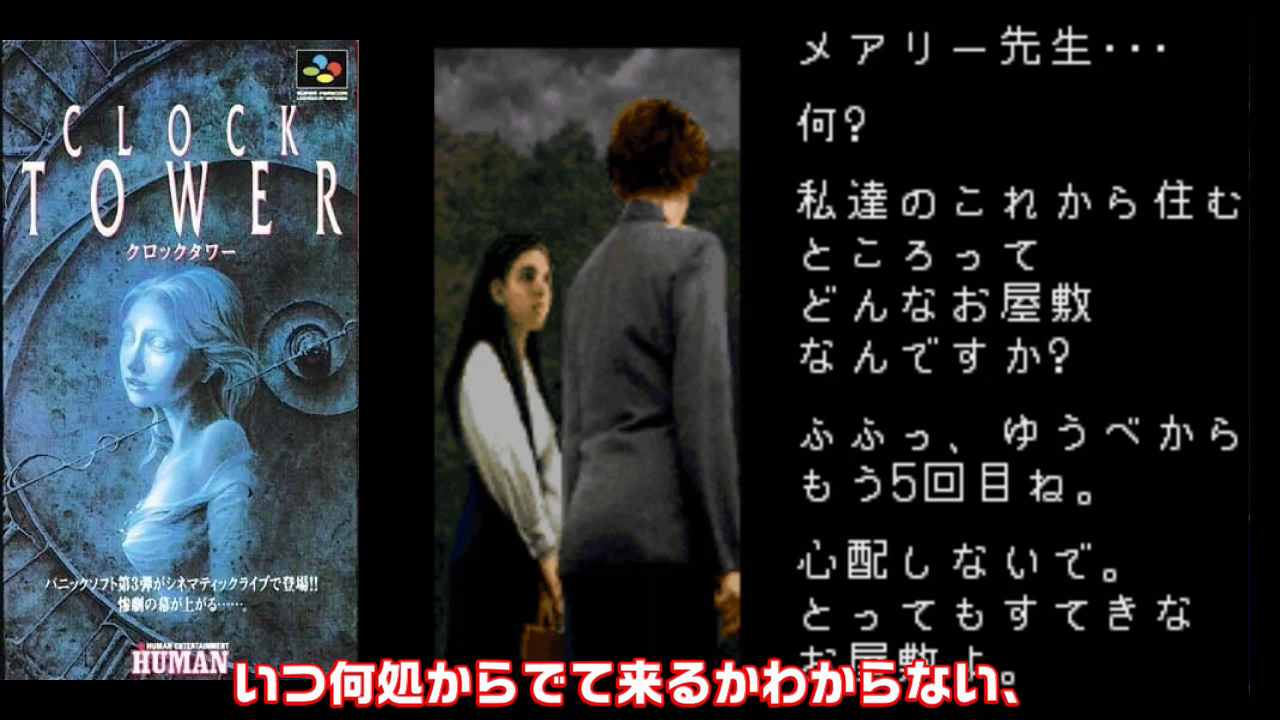 CLOCK
TOWER
クロックタワー
パニックソフト第3弾がシネマティックライブで登場!!
惨劇の幕が上がる……。
HUMAN ENTERTAINMENT
HUMAN
メアリー先生・・・
何?
私達のこれから住む
ところって
どんなお屋敷
なんですか?
ふふっ、ゆうべから
もう5回目ね。
心配しないで。
とってもすてきな
お屋敷よ。
いつ何処からでて来るかわからない、